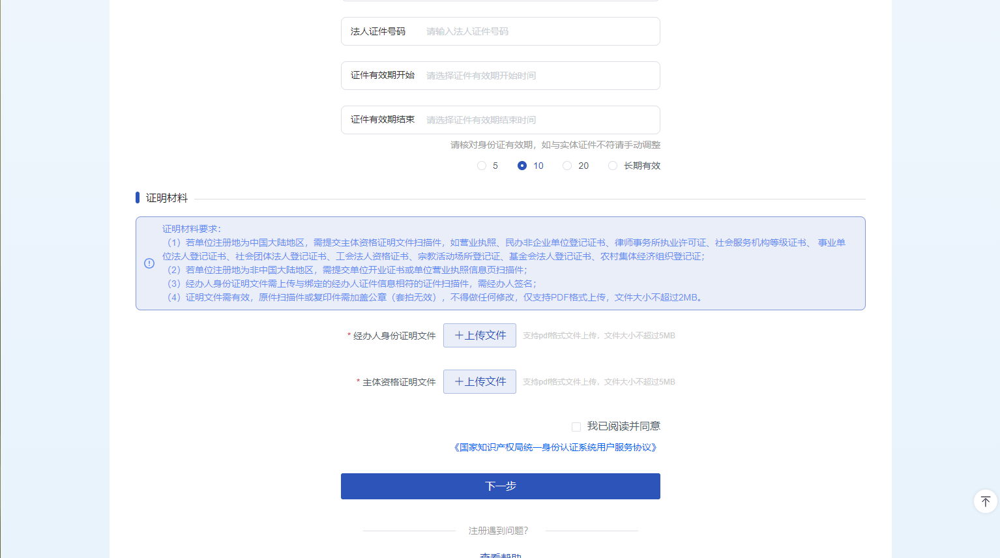 法人证件号码 请输入法人证件号码
证件有效期开始 请选择证件有效期开始时间
证件有效期结束 请选择证件有效期结束时间
请核对身份证有效期，如与实体证件不符请手动调整
5 10 20 长期有效
证明材料
证明材料要求：
（1）若单位注册地为中国大陆地区，需提交主体资格证明文件扫描件，如营业执照、民办非企业单位登记证书、律师事务所执业许可证、社会服务机构等级证书、 事业单
位法人登记证书、社会团体法人登记证书、工会法人资格证书、宗教活动场所登记证、基金会法人登记证书、农村集体经济组织登记证；
（2）若单位注册地为非中国大陆地区，需提交单位开业证书或单位营业执照信息页扫描件；
（3）经办人身份证明文件需上传与绑定的经办人证件信息相符的证件扫描件，需经办人签名；
（4）证明文件需有效，原件扫描件或复印件需加盖公章（套拍无效），不得做任何修改，仅支持PDF格式上传，文件大小不超过2MB。
* 经办人身份证明文件 +上传文件 支持pdf格式文件上传，文件大小不超过5MB
* 主体资格证明文件 +上传文件 支持pdf格式文件上传，文件大小不超过5MB
我已阅读并同意
《国家知识产权局统一身份认证系统用户服务协议》
下一步
注册遇到问题?
查看帮助